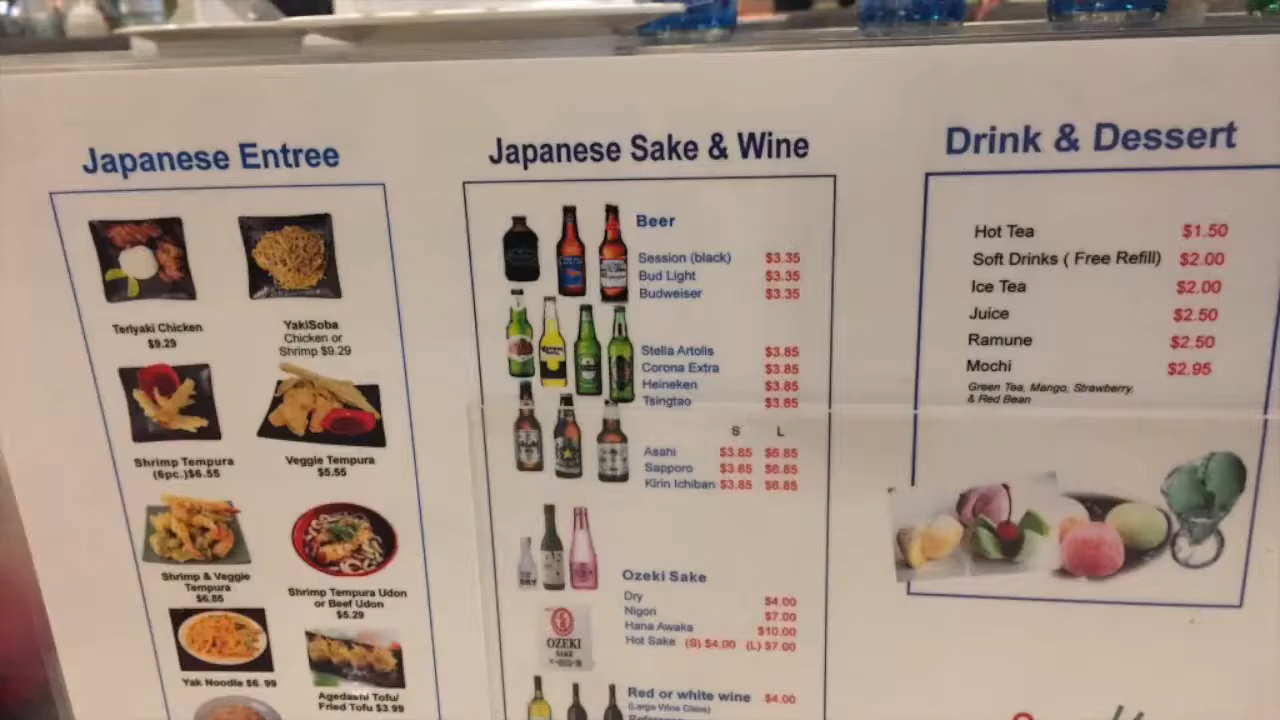 Japanese Entree
Teriyaki Chicken
$9.29
YakiSoba
Chicken or
Shrimp $9.29
Shrimp Tempura
(6pc.)$6.55
Veggie Tempura
$5.55
Shrimp & Veggie
Tempura
$6.85
Shrimp Tempura Udon
or Beef Udon
$5.29
Yak Noodle $6.99
Agedashi Tofu/
Fried Tofu $3.99
Japanese Sake & Wine
Beer
Session (black) $3.35
Bud Light $3.35
Budweiser $3.35
Stella Artolis $3.85
Corona Extra $3.85
Heineken $3.85
Tsingtao $3.85
S L
Asahi $3.85 $6.85
Sapporo $3.85 $6.85
Kirin Ichiban $3.85 $6.85
Ozeki Sake
Dry $4.00
Nigori $7.00
Hana Awaka $10.00
Hot Sake (S) $4.00 (L) $7.00
OZEKI
SAKE
Red or white wine $4.00
(Large Wine Glass)
Drink & Dessert
Hot Tea $1.50
Soft Drinks ( Free Refill) $2.00
Ice Tea $2.00
Juice $2.50
Ramune $2.50
Mochi $2.95
Green Tea, Mango, Strawberry,
& Red Bean